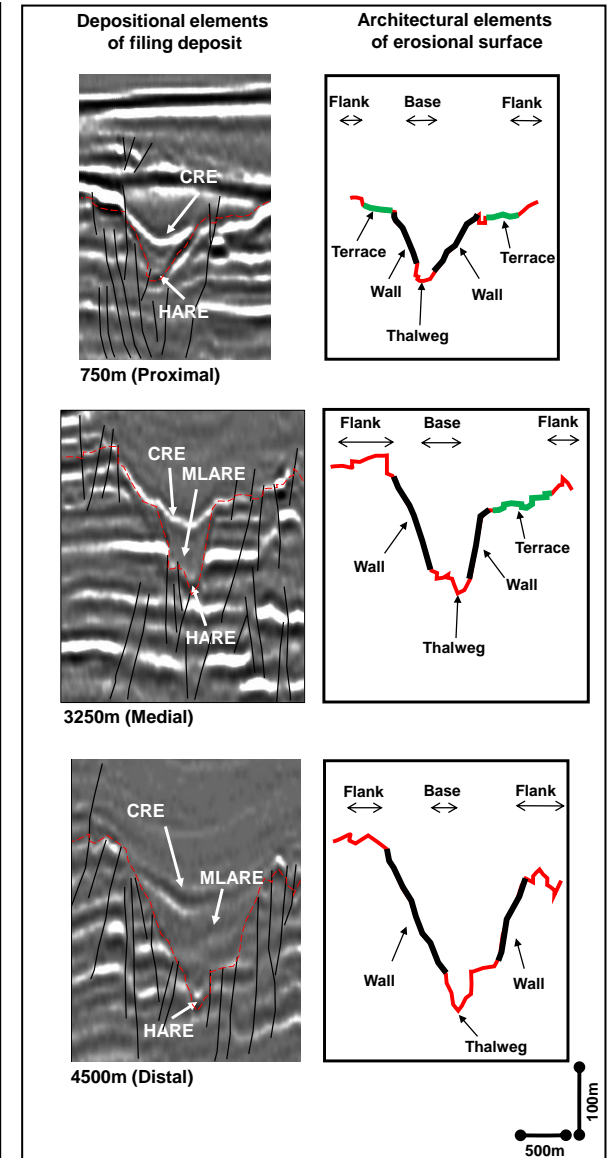 Depositional elements
of filing deposit
Architectural elements
of erosional surface
CRE
HARE
750m (Proximal)
Flank Base Flank
Terrace
Terrace
Wall
Wall
Thalweg
CRE
MLARE
HARE
3250m (Medial)
Flank Base Flank
Terrace
Wall
Wall
Thalweg
CRE
MLARE
HARE
4500m (Distal)
Flank Base Flank
Wall
Wall
Thalweg
100m
500m